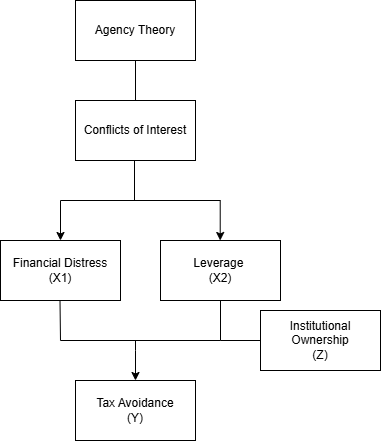 Agency Theory
Conflicts of Interest
Financial Distress
(X1)
Leverage
(X2)
Institutional
Ownership
(Z)
Tax Avoidance
(Y)